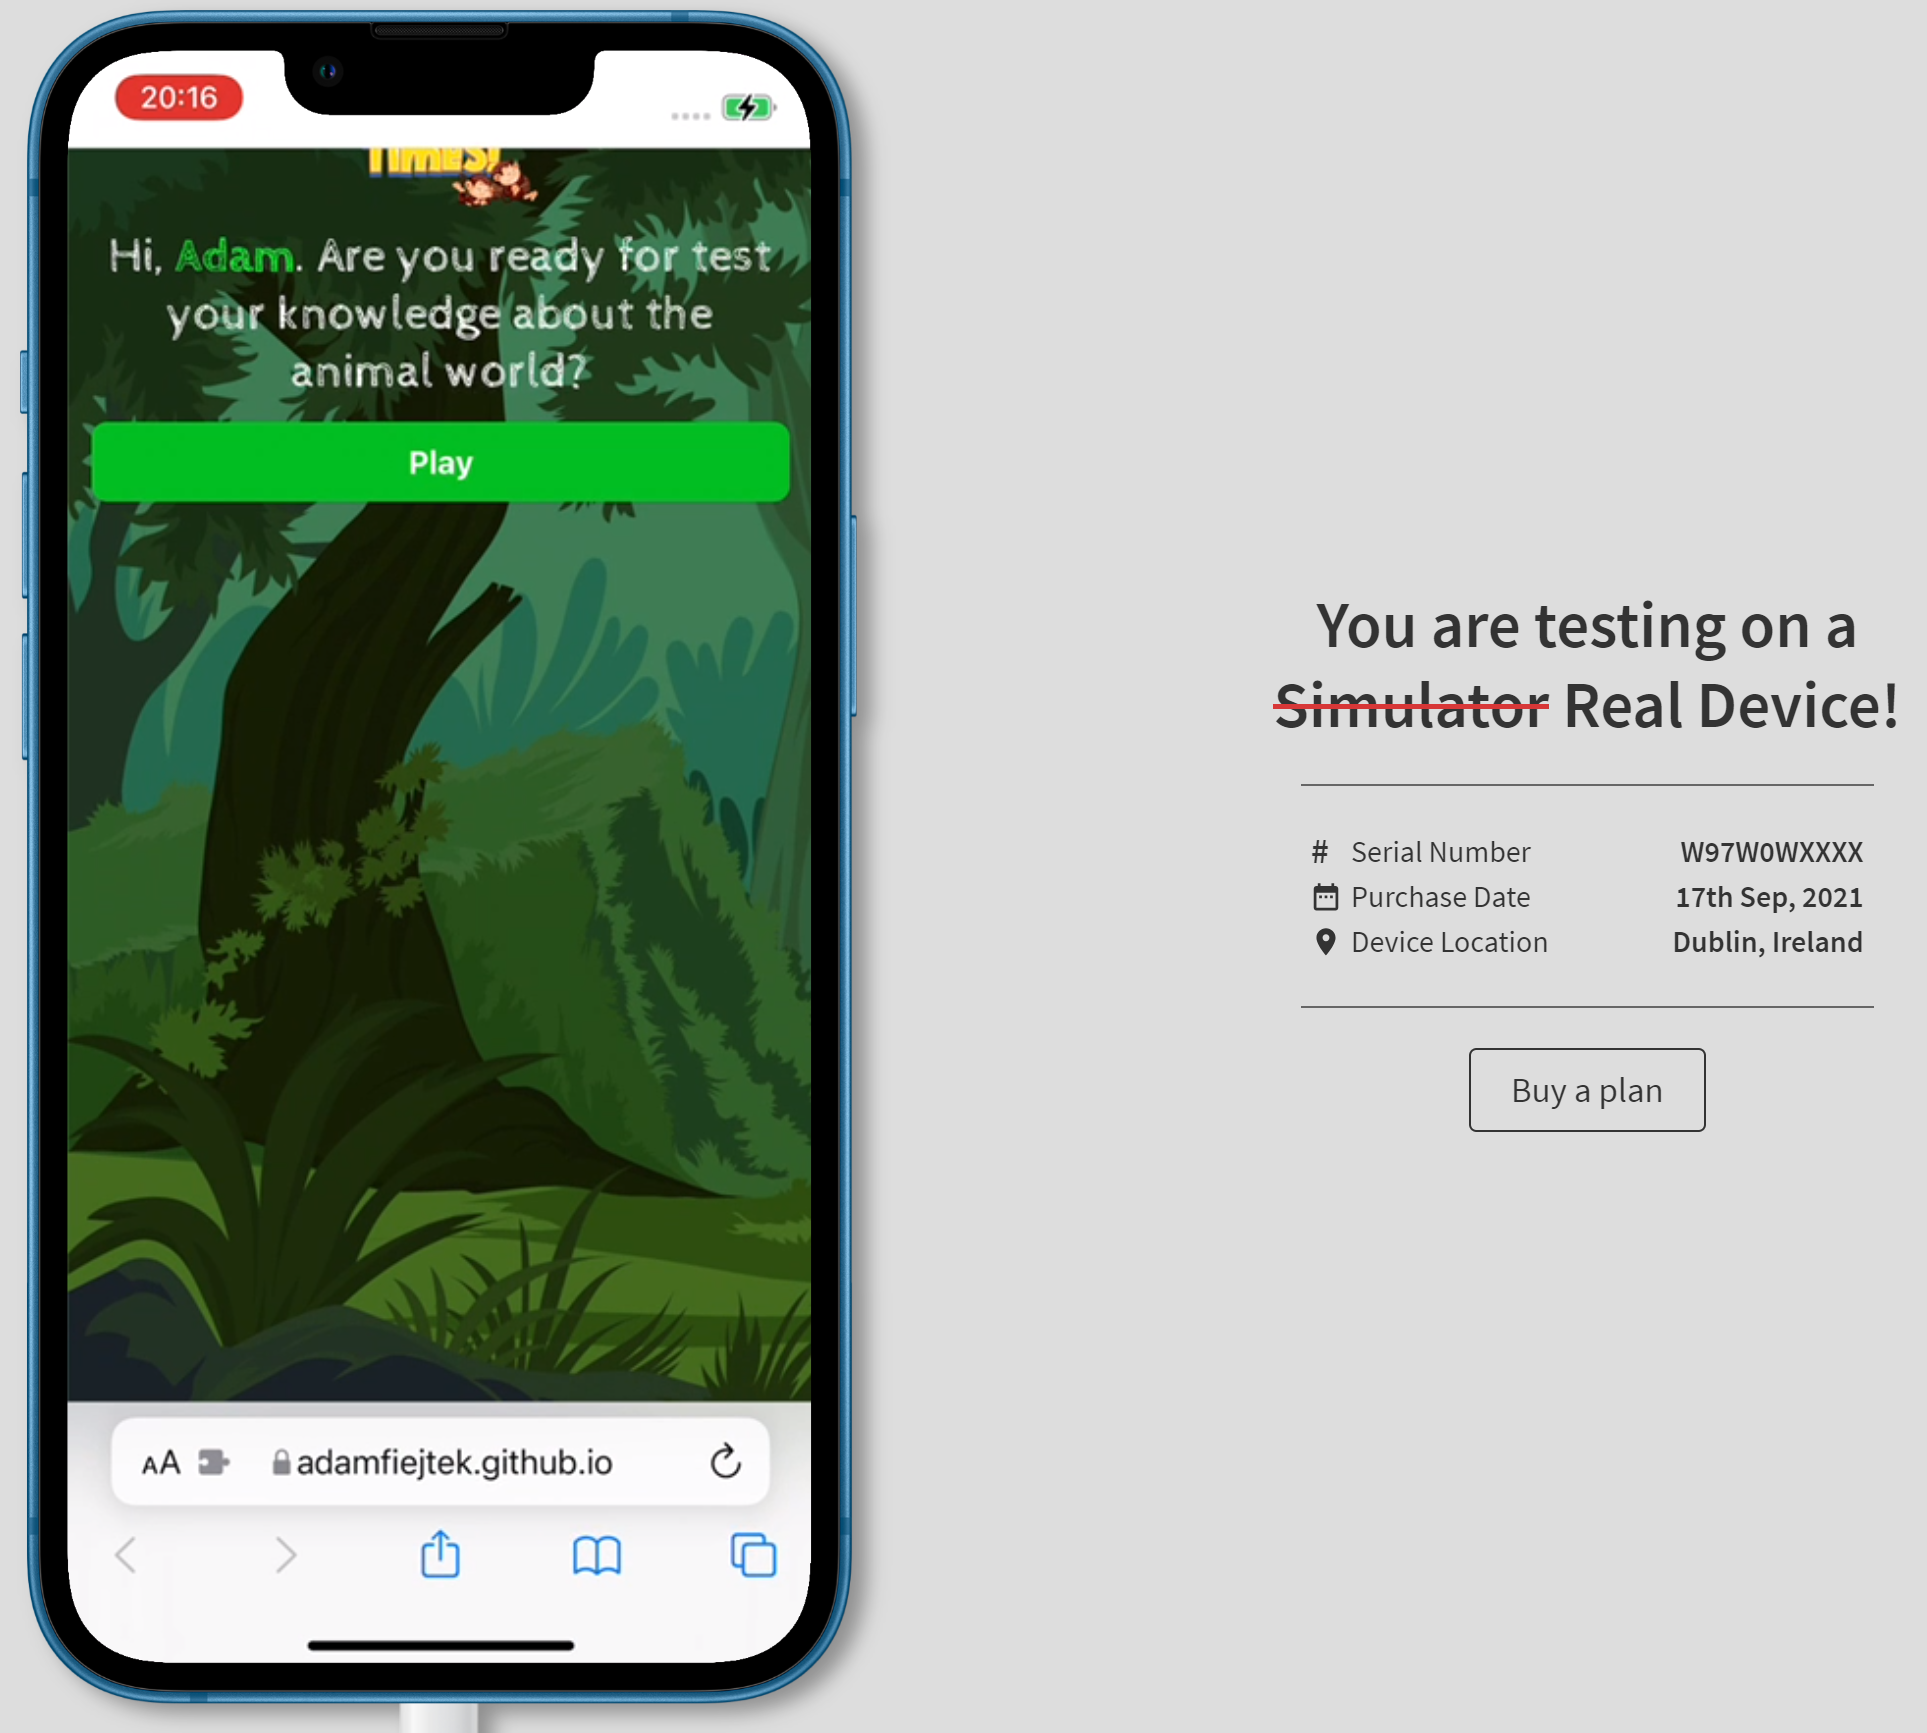 20:16
TIMES!
Hi, Adam. Are you ready for test
your knowledge about the
animal world?
Play
AA
adamfiejtek.github.io
You are testing on a
Simulator Real Device!
# Serial Number W97W0WXXXX
Purchase Date 17th Sep, 2021
Device Location Dublin, Ireland
Buy a plan